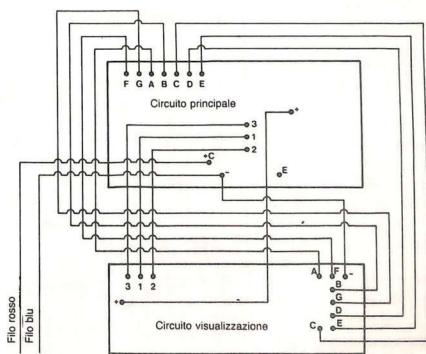 F G A B C D E
Circuito principale
+
3
1
2
+C
-
E
3 1 2
A F -
B
G
D
C E
+
Circuito visualizzazione
Filo rosso
Filo blu